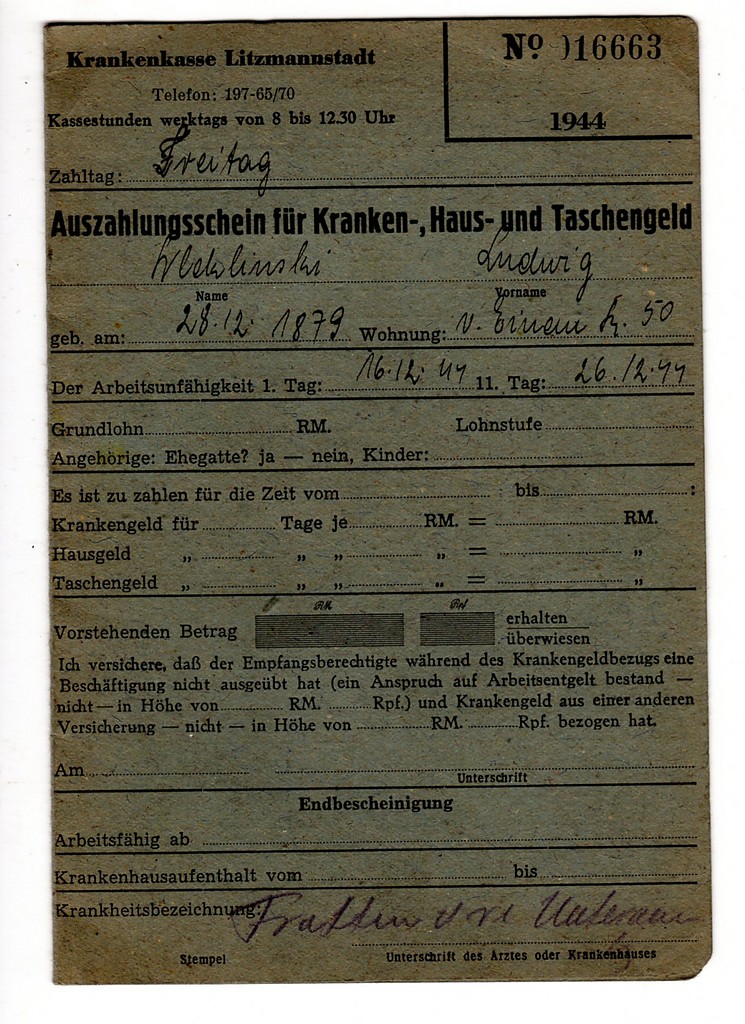 Krankenkasse Litzmannstadt
Nº 016663
Telefon: 197-65/70
Kassestunden werktags von 8 bis 12.30 Uhr
1944
Zahltag: Freitag
Auszahlungsschein für Kranken-, Haus- und Taschengeld
Ludwig
Name Vorname
geb. am: 28.12. 1879 Wohnung: v. Einem Str. 50
Der Arbeitsunfähigkeit 1. Tag: 16.12.44 11. Tag: 26.12.44
Grundlohn RM. Lohnstufe
Angehörige: Ehegatte? ja — nein, Kinder:
Es ist zu zahlen für die Zeit vom : bis :
Krankengeld für Tage je RM. = RM.
Hausgeld „ „ „ „ = „
Taschengeld „ „ „ „ = „
RM Rpf
Vorstehenden Betrag erhalten
überwiesen
Ich versichere, daß der Empfangsberechtigte während des Krankengeldbezugs eine
Beschäftigung nicht ausgeübt hat (ein Anspruch auf Arbeitsentgelt bestand —
nicht — in Höhe von RM. Rpf.) und Krankengeld aus einer anderen
Versicherung — nicht — in Höhe von RM. Rpf. bezogen hat.
Am
Unterschrift
Endbescheinigung
Arbeitsfähig ab
Krankenhausaufenthalt vom bis
Krankheitsbezeichnung:
Stempel Unterschrift des Arztes oder Krankenhauses